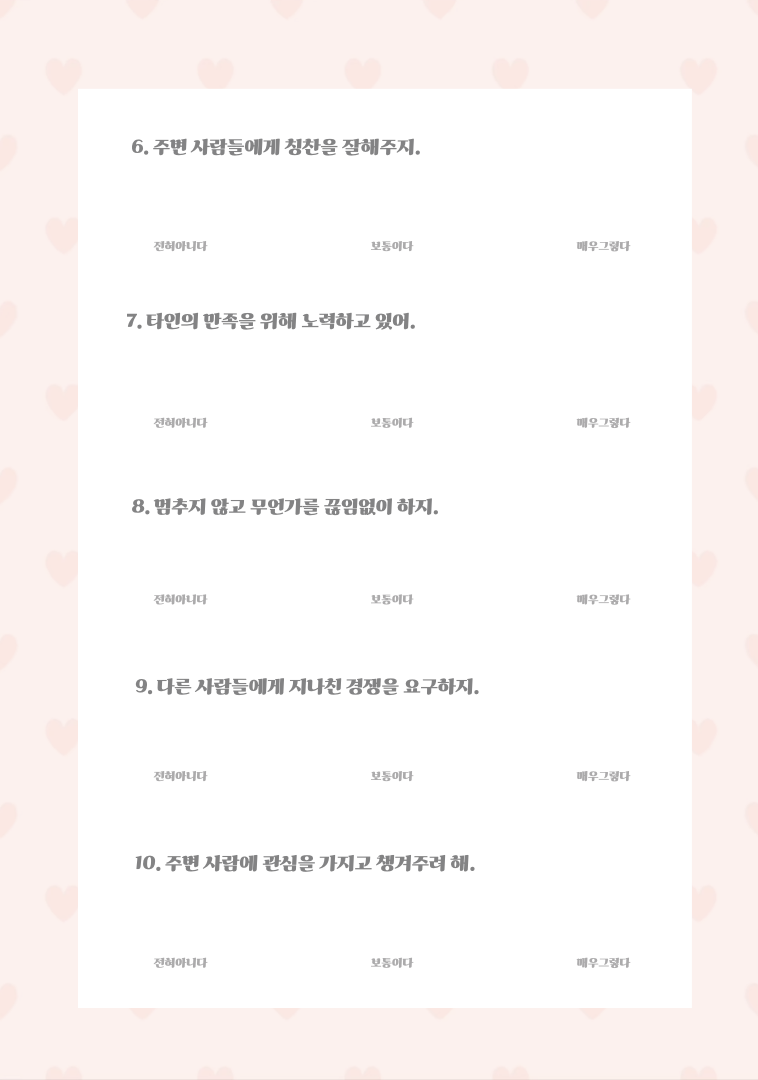 6. 주변 사람들에게 칭찬을 잘해주지.
전혀아니다 보통이다 매우그렇다
7. 타인의 만족을 위해 노력하고 있어.
전혀아니다 보통이다 매우그렇다
8. 멈추지 않고 무언가를 끊임없이 하지.
전혀아니다 보통이다 매우그렇다
9. 다른 사람들에게 지나친 경쟁을 요구하지.
전혀아니다 보통이다 매우그렇다
10. 주변 사람에 관심을 가지고 챙겨주려 해.
전혀아니다 보통이다 매우그렇다